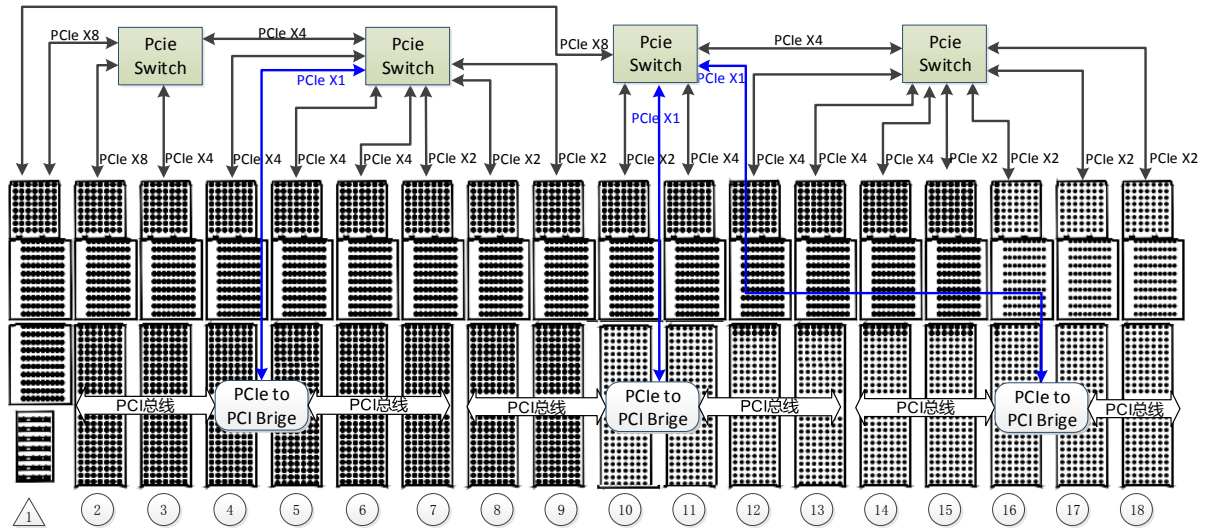 PCIe X8
Pcie
Switch
PCIe X4
Pcie
Switch
PCIe X1
PCIe X8
Pcie
Switch
PCIe X4
PCIe X1
Pcie
Switch
PCIe X1
PCIe X8
PCIe X4
PCIe X4
PCIe X4
PCIe X4
PCIe X2
PCIe X2
PCIe X2
PCIe X2
PCIe X4
PCIe X4
PCIe X4
PCIe X4
PCIe X2
PCIe X2
PCIe X2
PCIe X2
PCI总线
PCIe to
PCI Brige
PCI总线
PCI总线
PCIe to
PCI Brige
PCI总线
PCI总线
PCIe to
PCI Brige
PCI总线
1 2 3 4 5 6 7 8 9 10 11 12 13 14 15 16 17 18